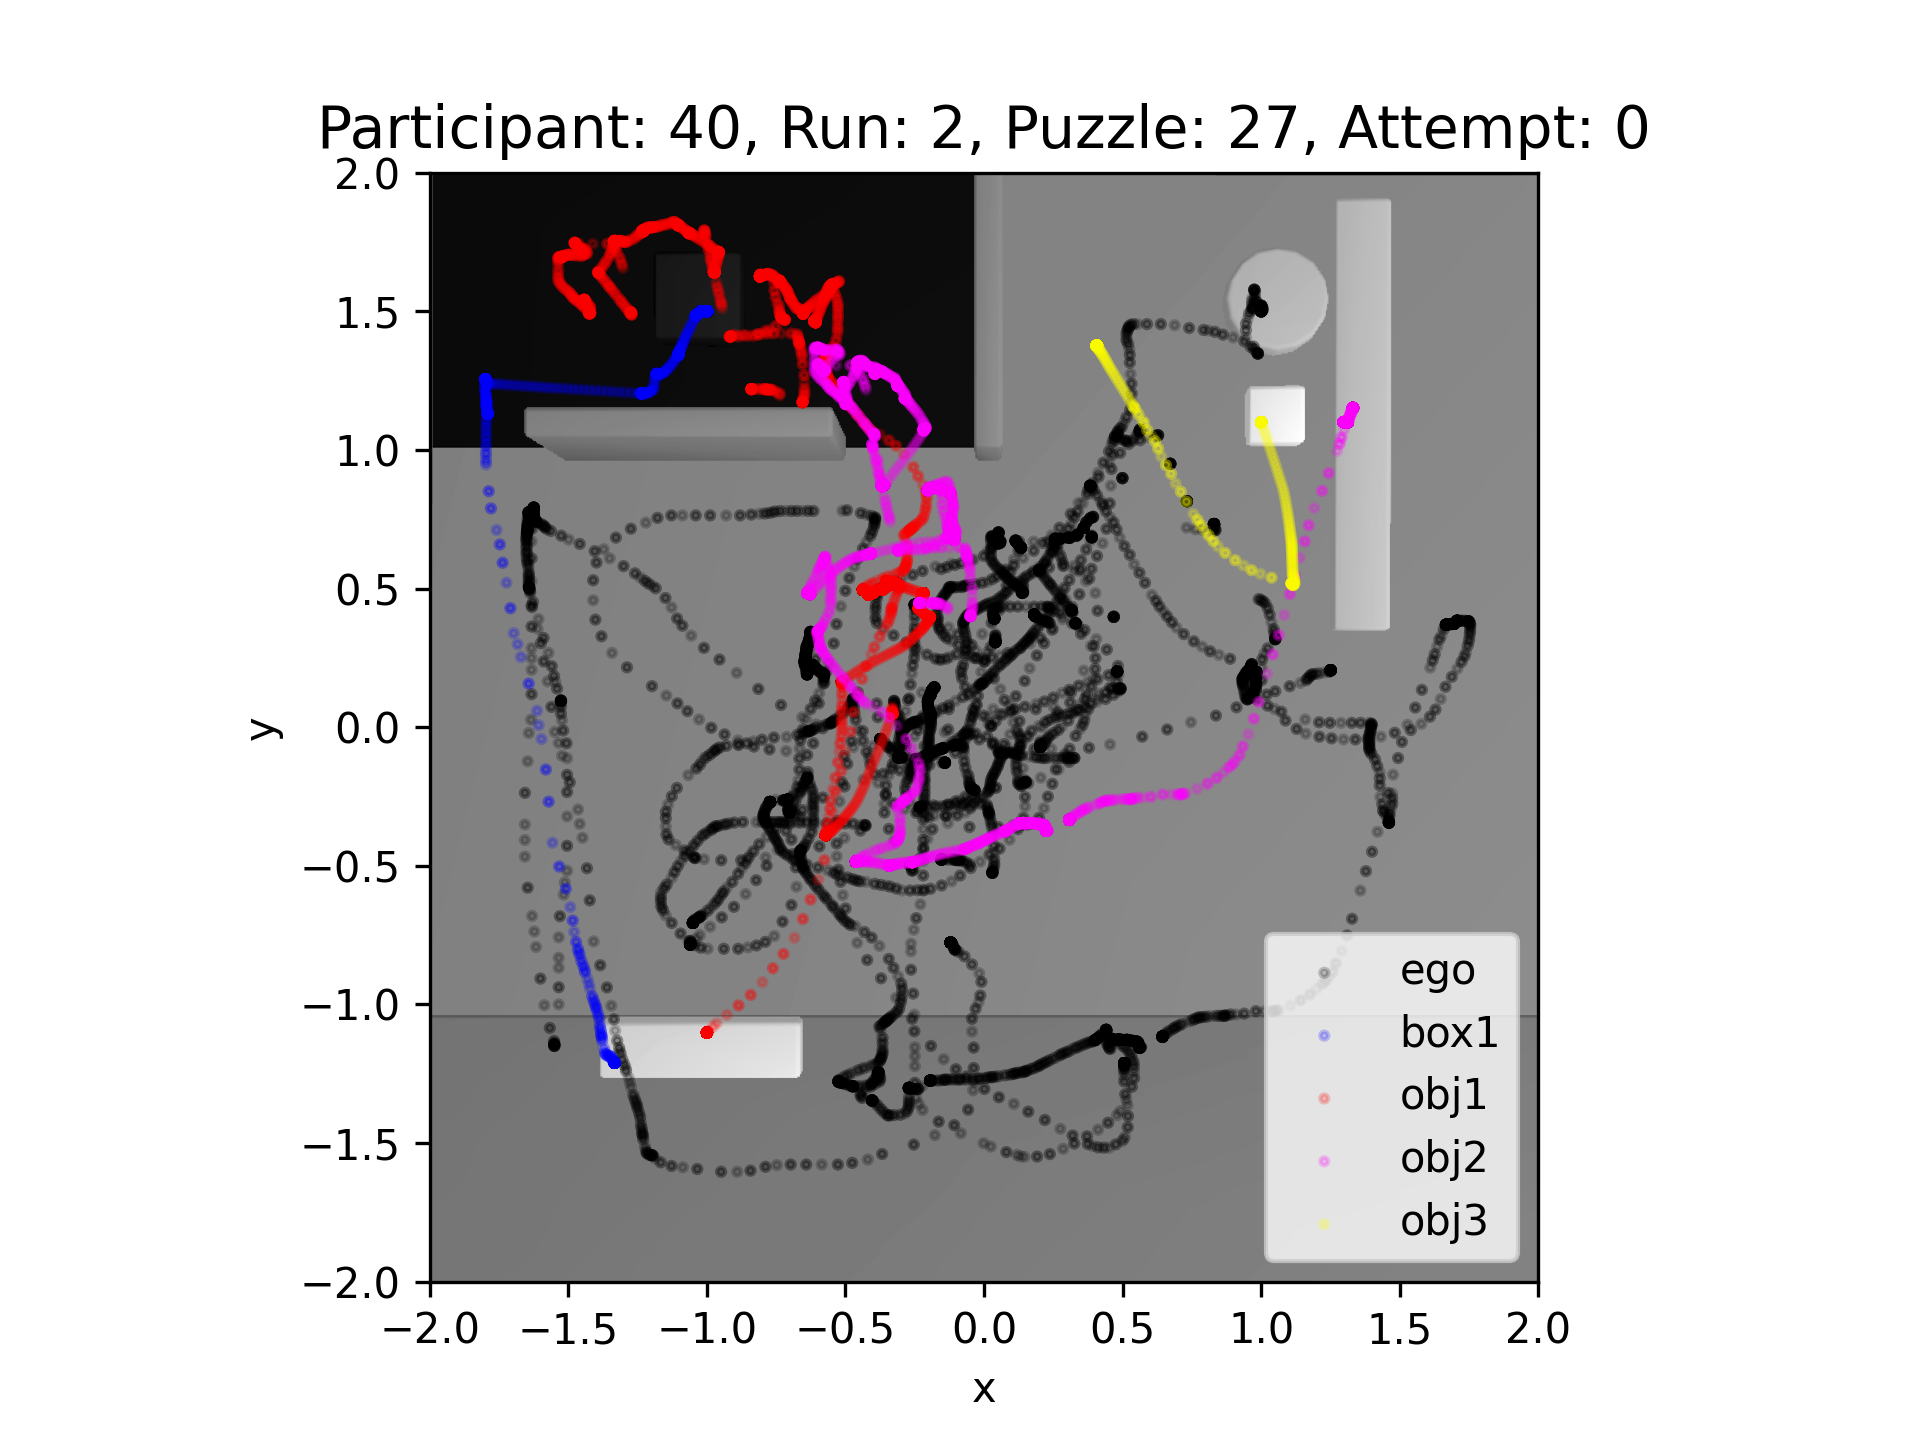 Participant: 40, Run: 2, Puzzle: 27, Attempt: 0
2.0
1.5
1.0
0.5
0.0
−0.5
−1.0
−1.5
−2.0
y
ego
box1
obj1
obj2
obj3
−2.0 −1.5 −1.0 −0.5 0.0 0.5 1.0 1.5 2.0
x